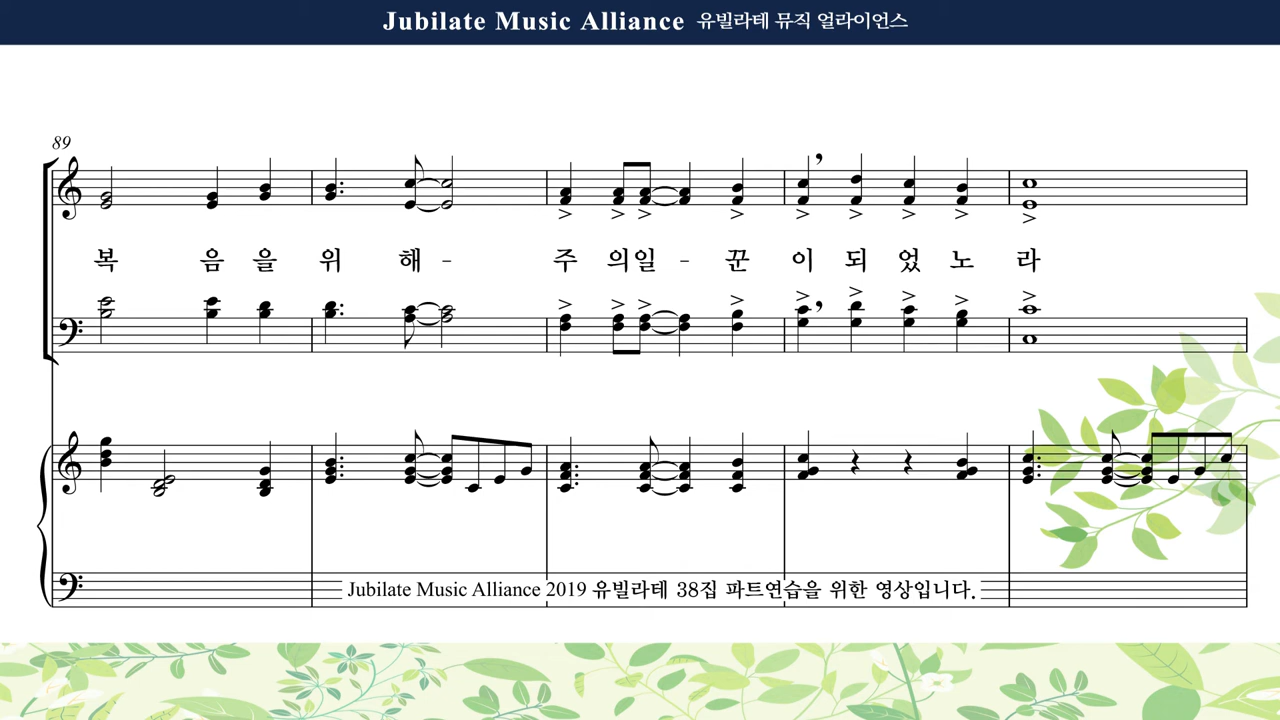 Jubilate Music Alliance 유빌라테 뮤직 얼라이언스
89
복 음 을 위 해 - 주 의일 - 꾼 이 되 었 노 라
Jubilate Music Alliance 2019 유빌라테 38집 파트연습을 위한 영상입니다.